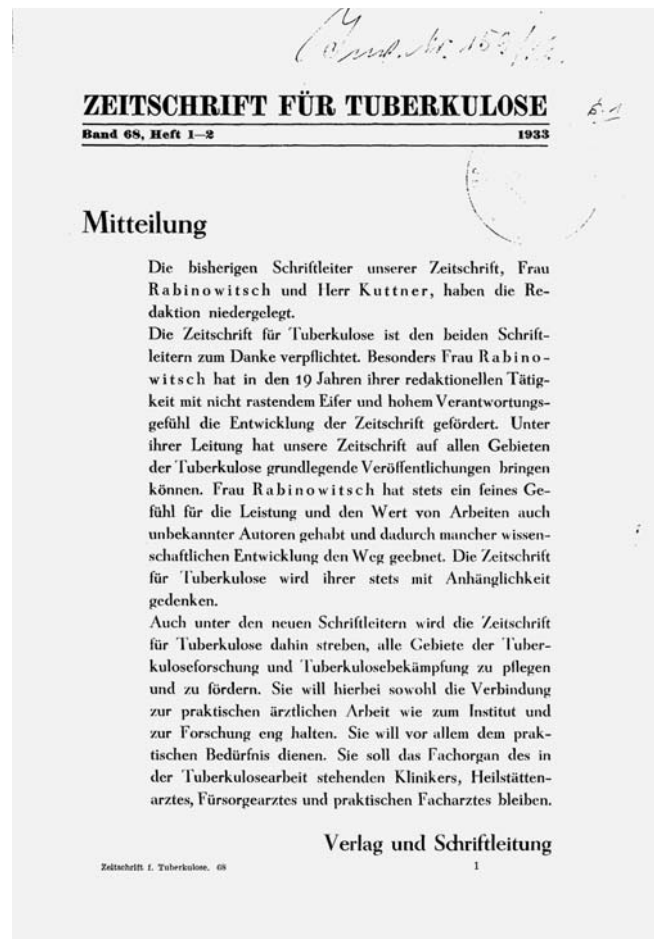 ZEITSCHRIFT FÜR TUBERKULOSE
Band 68, Heft 1—2 1933
Mitteilung
Die bisherigen Schriftleiter unserer Zeitschrift, Frau
Rabinowitsch und Herr Kuttner, haben die Re-
daktion niedergelegt.
Die Zeitschrift für Tuberkulose ist den beiden Schrift-
leitern zum Danke verpflichtet. Besonders Frau Rabino-
witsch hat in den 19 Jahren ihrer redaktionellen Tätig-
keit mit nicht rastendem Eifer und hohem Verantwortungs-
gefühl die Entwicklung der Zeitschrift gefördert. Unter
ihrer Leitung hat unsere Zeitschrift auf allen Gebieten
der Tuberkulose grundlegende Veröffentlichungen bringen
können. Frau Rabinowitsch hat stets ein feines Ge-
fühl für die Leistung und den Wert von Arbeiten auch
unbekannter Autoren gehabt und dadurch mancher wissen-
schaftlichen Entwicklung den Weg geebnet. Die Zeitschrift
für Tuberkulose wird ihrer stets mit Anhänglichkeit
gedenken.
Auch unter den neuen Schriftleitern wird die Zeitschrift
für Tuberkulose dahin streben, alle Gebiete der Tuber-
kuloseforschung und Tuberkulosebekämpfung zu pflegen
und zu fördern. Sie will hierbei sowohl die Verbindung
zur praktischen ärztlichen Arbeit wie zum Institut und
zur Forschung eng halten. Sie will vor allem dem prak-
tischen Bedürfnis dienen. Sie soll das Fachorgan des in
der Tuberkulosearbeit stehenden Klinikers, Heilstätten-
arztes, Fürsorgearztes und praktischen Facharztes bleiben.
Verlag und Schriftleitung
Zeitschrift f. Tuberkulose. 68 1